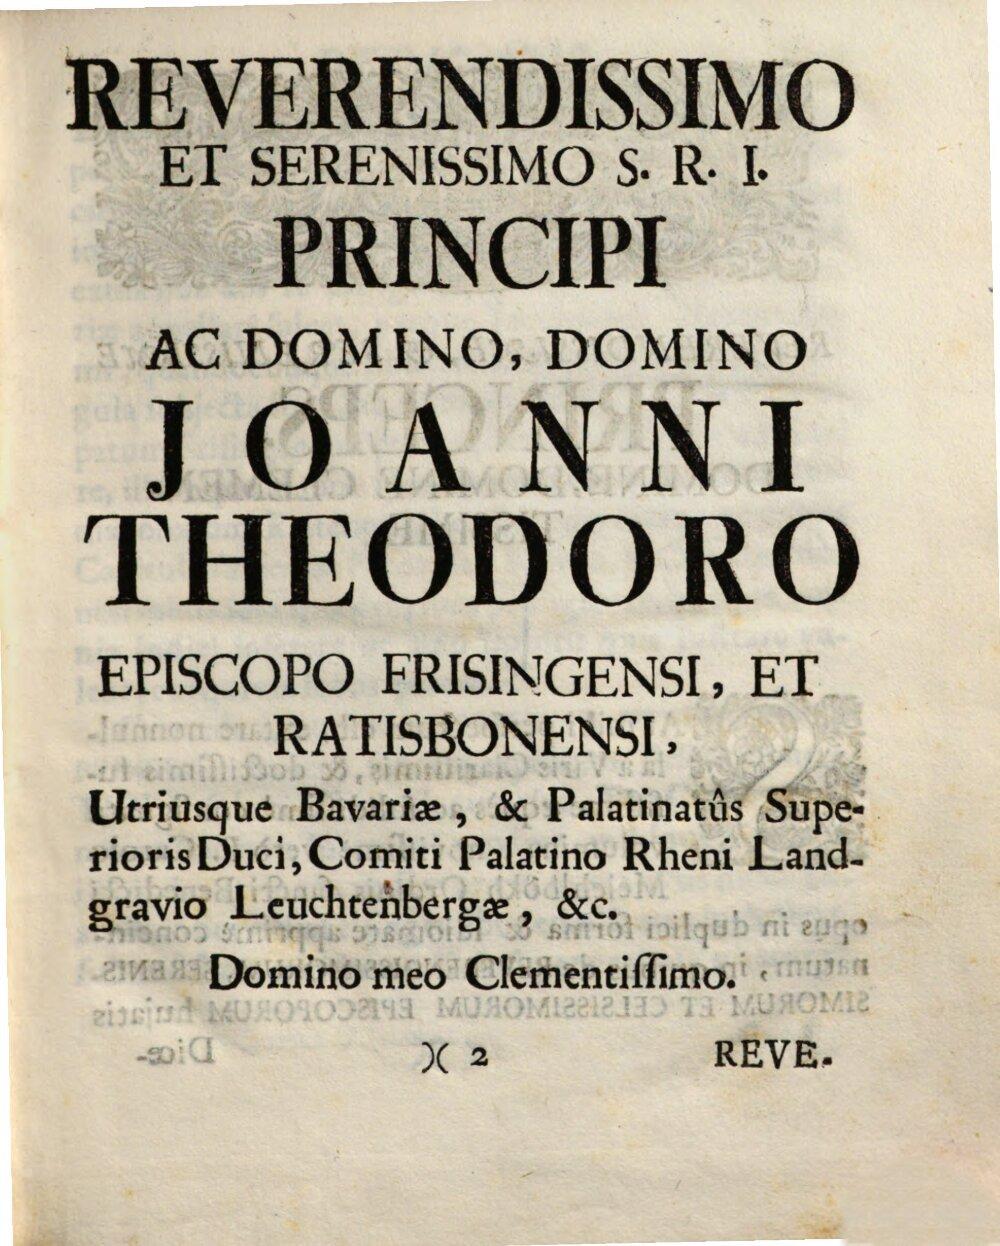 REVERENDISSIMO
ET SERENISSIMO S. R. I.
PRINCIPI
AC DOMINO, DOMINO
JOANNI
THEODORO
EPISCOPO FRISINGENSI, ET
RATISBONENSI,
Utriusque Bavariæ, & Palatinatûs Supe-
rioris Duci, Comiti Palatino Rheni Land-
gravio Leuchtenbergæ, &c.
Domino meo Clementiſſimo.
)( 2 REVE-